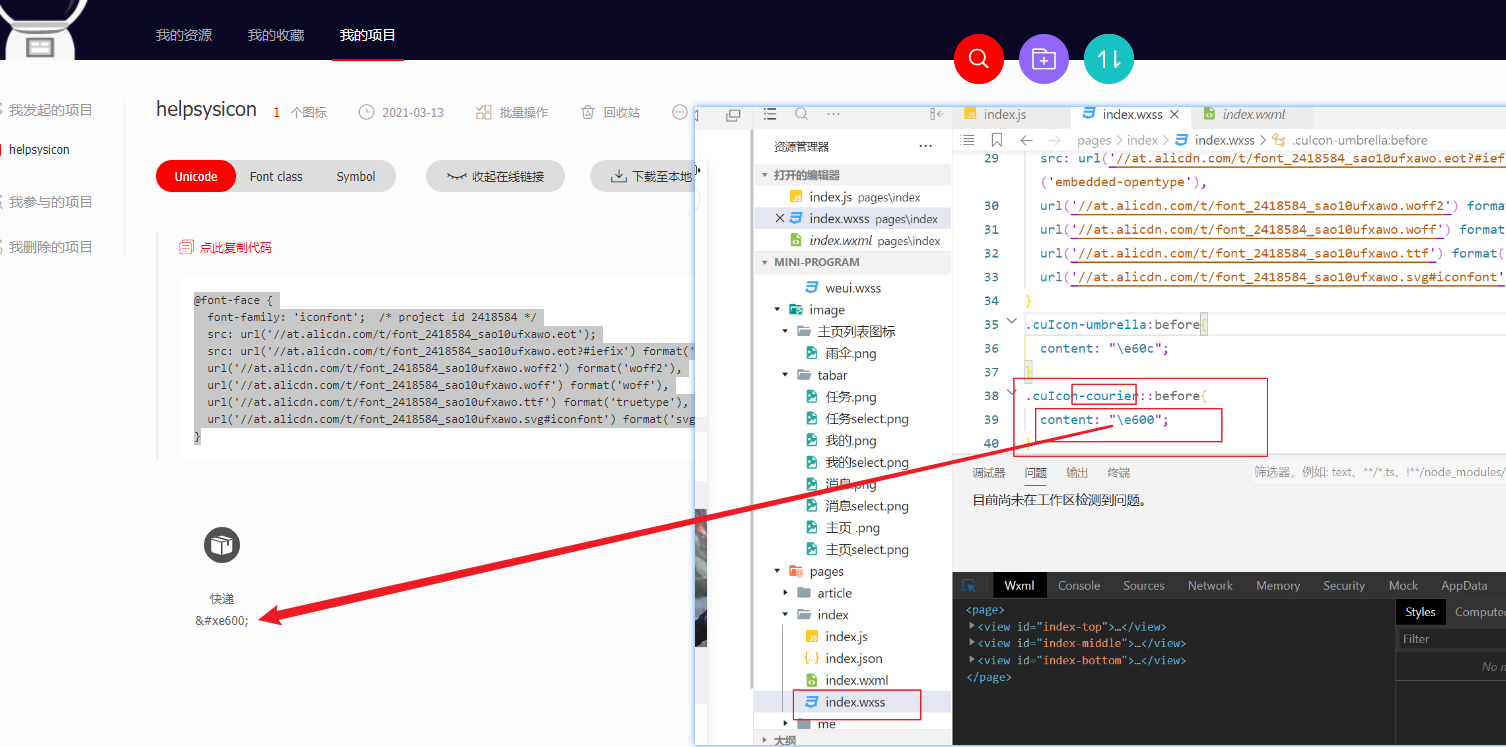 我的资源 我的收藏 我的项目
我发起的项目
helpsysicon
我参与的项目
我删除的项目
helpsysicon 1 个图标 2021-03-13 批量操作 回收站
Unicode Font class Symbol 收起在线链接 下载至本地
点此复制代码
@font-face {
font-family: 'iconfont'; /* project id 2418584 */
src: url('//at.alicdn.com/t/font_2418584_sao10ufxawo.eot');
src: url('//at.alicdn.com/t/font_2418584_sao10ufxawo.eot?#iefix') format('
url('//at.alicdn.com/t/font_2418584_sao10ufxawo.woff2') format('woff2'),
url('//at.alicdn.com/t/font_2418584_sao10ufxawo.woff') format('woff'),
url('//at.alicdn.com/t/font_2418584_sao10ufxawo.ttf') format('truetype'),
url('//at.alicdn.com/t/font_2418584_sao10ufxawo.svg#iconfont') format('svg
}
快递
&#xe600;
资源管理器 ···
打开的编辑器
index.js pages\index
index.wxss pages\index
index.wxml pages\index
MINI-PROGRAM
weui.wxss
image
主页列表图标
雨伞.png
tabar
任务.png
任务select.png
我的.png
我的select.png
消息.png
消息select.png
主页 .png
主页select.png
pages
article
index
index.js
index.json
index.wxml
index.wxss
me
大纲
index.js index.wxss index.wxml
pages > index > index.wxss > .cuIcon-umbrella:before
29 src: url('//at.alicdn.com/t/font_2418584_sao10ufxawo.eot?#ief
('embedded-opentype'),
30 url('//at.alicdn.com/t/font_2418584_sao10ufxawo.woff2') forma
31 url('//at.alicdn.com/t/font_2418584_sao10ufxawo.woff') format
32 url('//at.alicdn.com/t/font_2418584_sao10ufxawo.ttf') format(
33 url('//at.alicdn.com/t/font_2418584_sao10ufxawo.svg#iconfont'
34 }
35 .cuIcon-umbrella:before{
36 content: "\e60c";
37 }
38 .cuIcon-courier::before{
39 content: "\e600";
40 }
调试器 问题 输出 终端 筛选器，例如: text、**/*.ts、!**/node_modules/
目前尚未在工作区检测到问题。
Wxml Console Sources Network Memory Security Mock AppData
<page>
<view id="index-top">…</view>
<view id="index-middle">…</view>
<view id="index-bottom">…</view>
</page>
Styles Compute
Filter
No